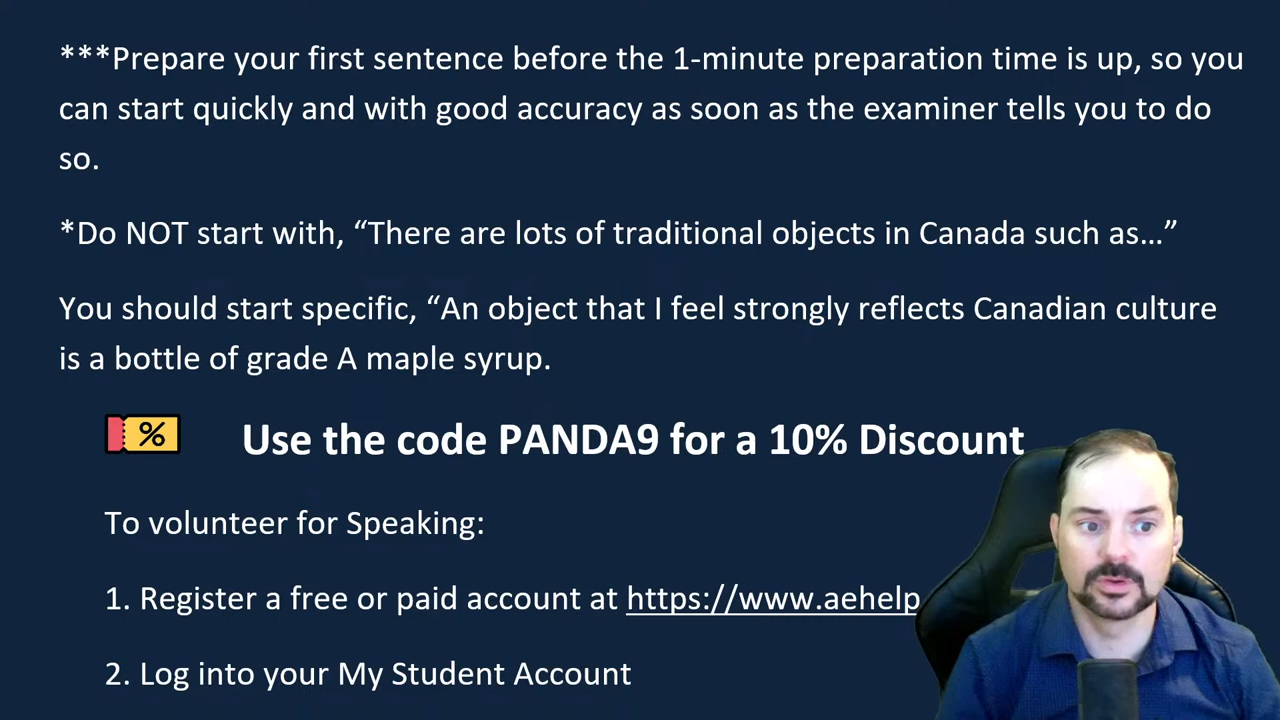 ***Prepare your first sentence before the 1-minute preparation time is up, so you
can start quickly and with good accuracy as soon as the examiner tells you to do
so.
*Do NOT start with, “There are lots of traditional objects in Canada such as…”
You should start specific, “An object that I feel strongly reflects Canadian culture
is a bottle of grade A maple syrup.
% Use the code PANDA9 for a 10% Discount
To volunteer for Speaking:
1. Register a free or paid account at https://www.aehelp
2. Log into your My Student Account